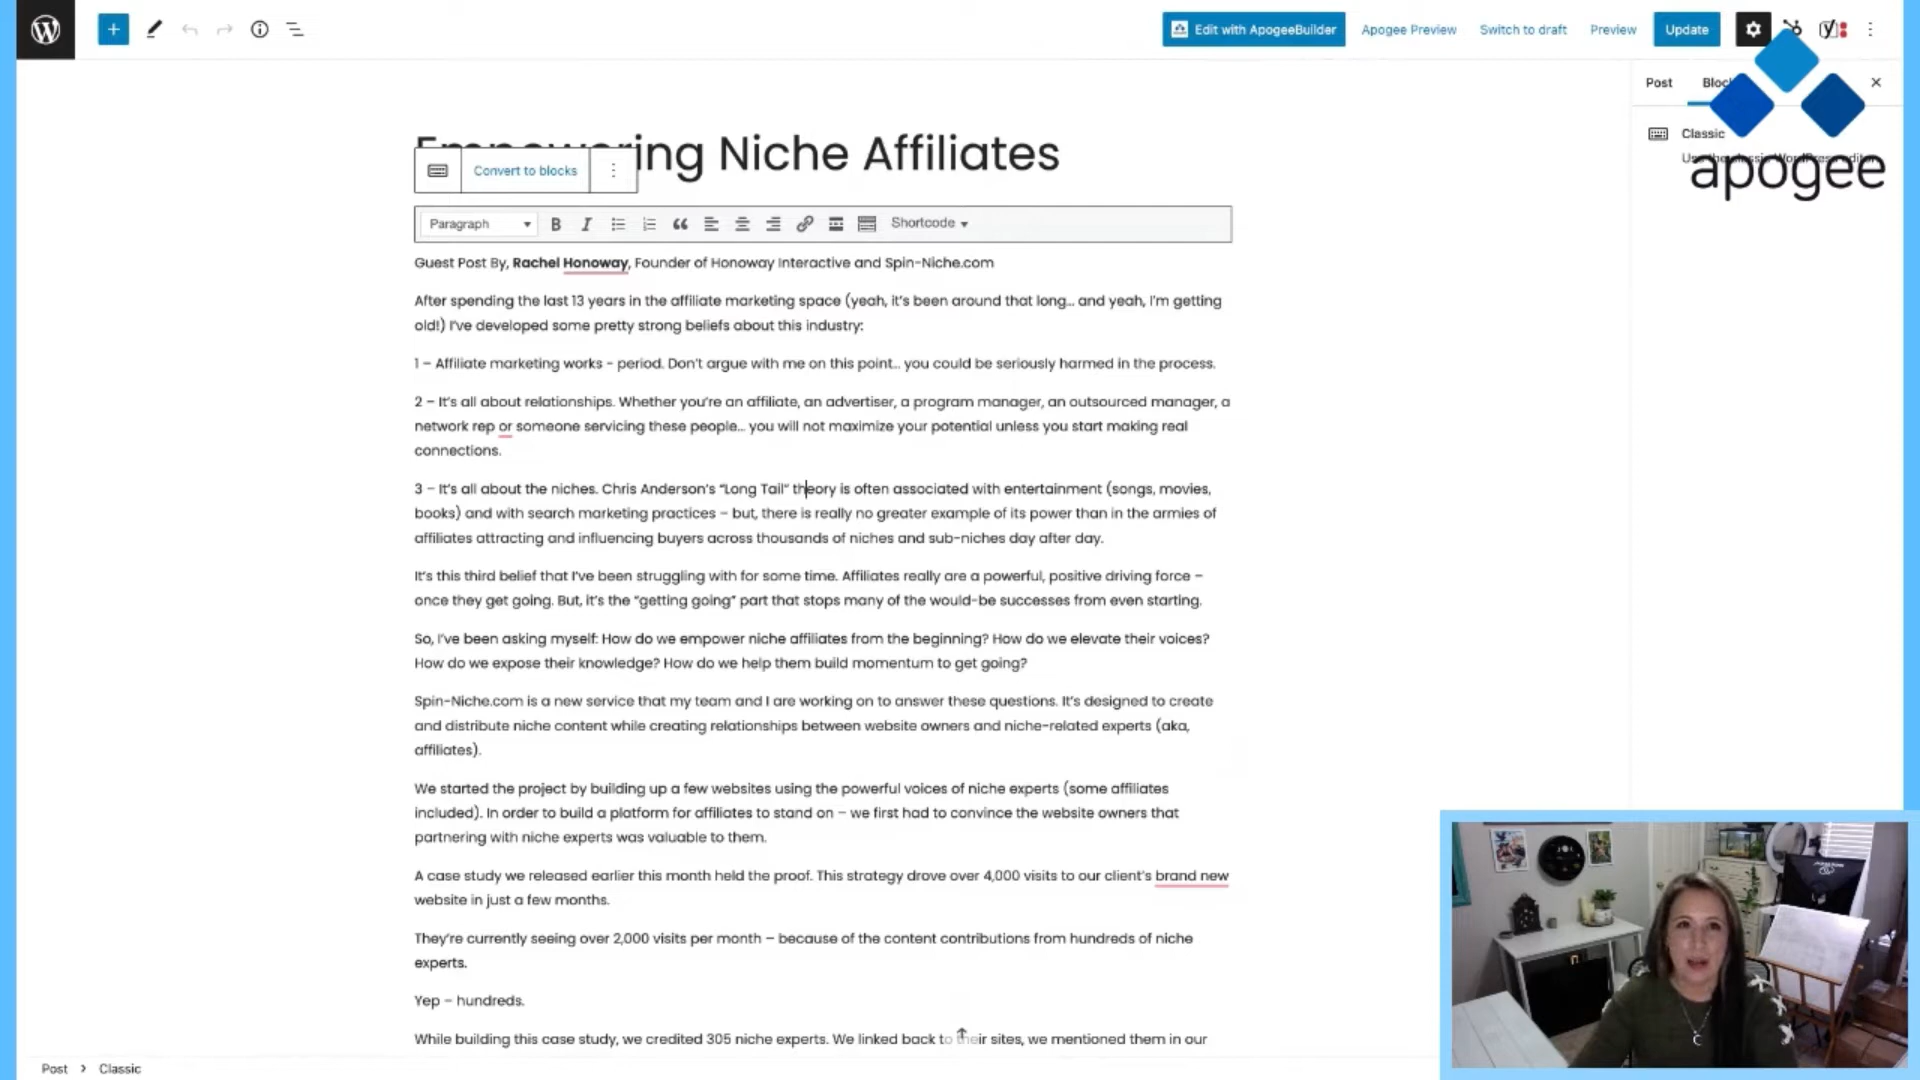 Edit with ApogeeBuilder
Apogee Preview
Switch to draft
Preview
Update
Post
Block
Classic
Use the classic WordPress editor.
apogee
Empowering Niche Affiliates
Convert to blocks
Paragraph
B I
Shortcode
Guest Post By, Rachel Honoway, Founder of Honoway Interactive and Spin-Niche.com
After spending the last 13 years in the affiliate marketing space (yeah, it's been around that long… and yeah, I'm getting
old!) I've developed some pretty strong beliefs about this industry:
1 – Affiliate marketing works - period. Don't argue with me on this point… you could be seriously harmed in the process.
2 – It's all about relationships. Whether you're an affiliate, an advertiser, a program manager, an outsourced manager, a
network rep or someone servicing these people… you will not maximize your potential unless you start making real
connections.
3 – It's all about the niches. Chris Anderson's "Long Tail" theory is often associated with entertainment (songs, movies,
books) and with search marketing practices – but, there is really no greater example of its power than in the armies of
affiliates attracting and influencing buyers across thousands of niches and sub-niches day after day.
It's this third belief that I've been struggling with for some time. Affiliates really are a powerful, positive driving force –
once they get going. But, it's the "getting going" part that stops many of the would-be successes from even starting.
So, I've been asking myself: How do we empower niche affiliates from the beginning? How do we elevate their voices?
How do we expose their knowledge? How do we help them build momentum to get going?
Spin-Niche.com is a new service that my team and I are working on to answer these questions. It's designed to create
and distribute niche content while creating relationships between website owners and niche-related experts (aka,
affiliates).
We started the project by building up a few websites using the powerful voices of niche experts (some affiliates
included). In order to build a platform for affiliates to stand on – we first had to convince the website owners that
partnering with niche experts was valuable to them.
A case study we released earlier this month held the proof. This strategy drove over 4,000 visits to our client's brand new
website in just a few months.
They're currently seeing over 2,000 visits per month – because of the content contributions from hundreds of niche
experts.
Yep – hundreds.
While building this case study, we credited 305 niche experts. We linked back to their sites, we mentioned them in our
Post > Classic